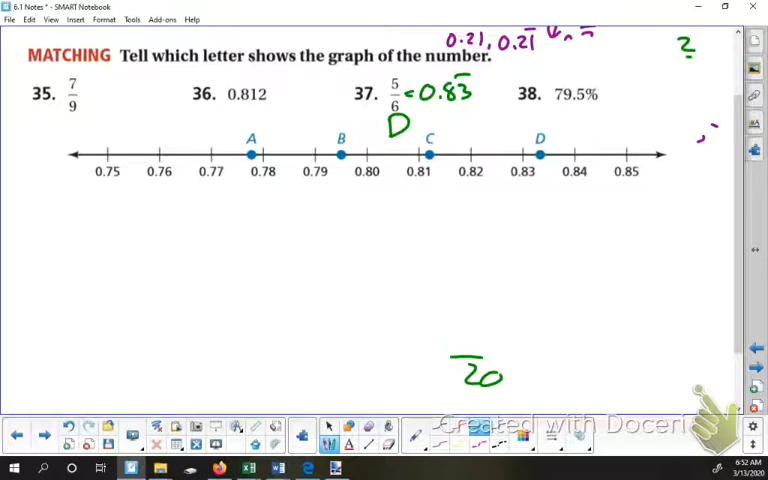 6.1 Notes * - SMART Notebook
File Edit View Insert Format Tools Add-ons Help
0.21, 0.21̅
2
MATCHING Tell which letter shows the graph of the number.
35. 7/9 36. 0.812 37. 5/6 = 0.83̅ 38. 79.5%
D
A B C D
0.75 0.76 0.77 0.78 0.79 0.80 0.81 0.82 0.83 0.84 0.85
20
Created with Doceri
6:52 AM
3/13/2020